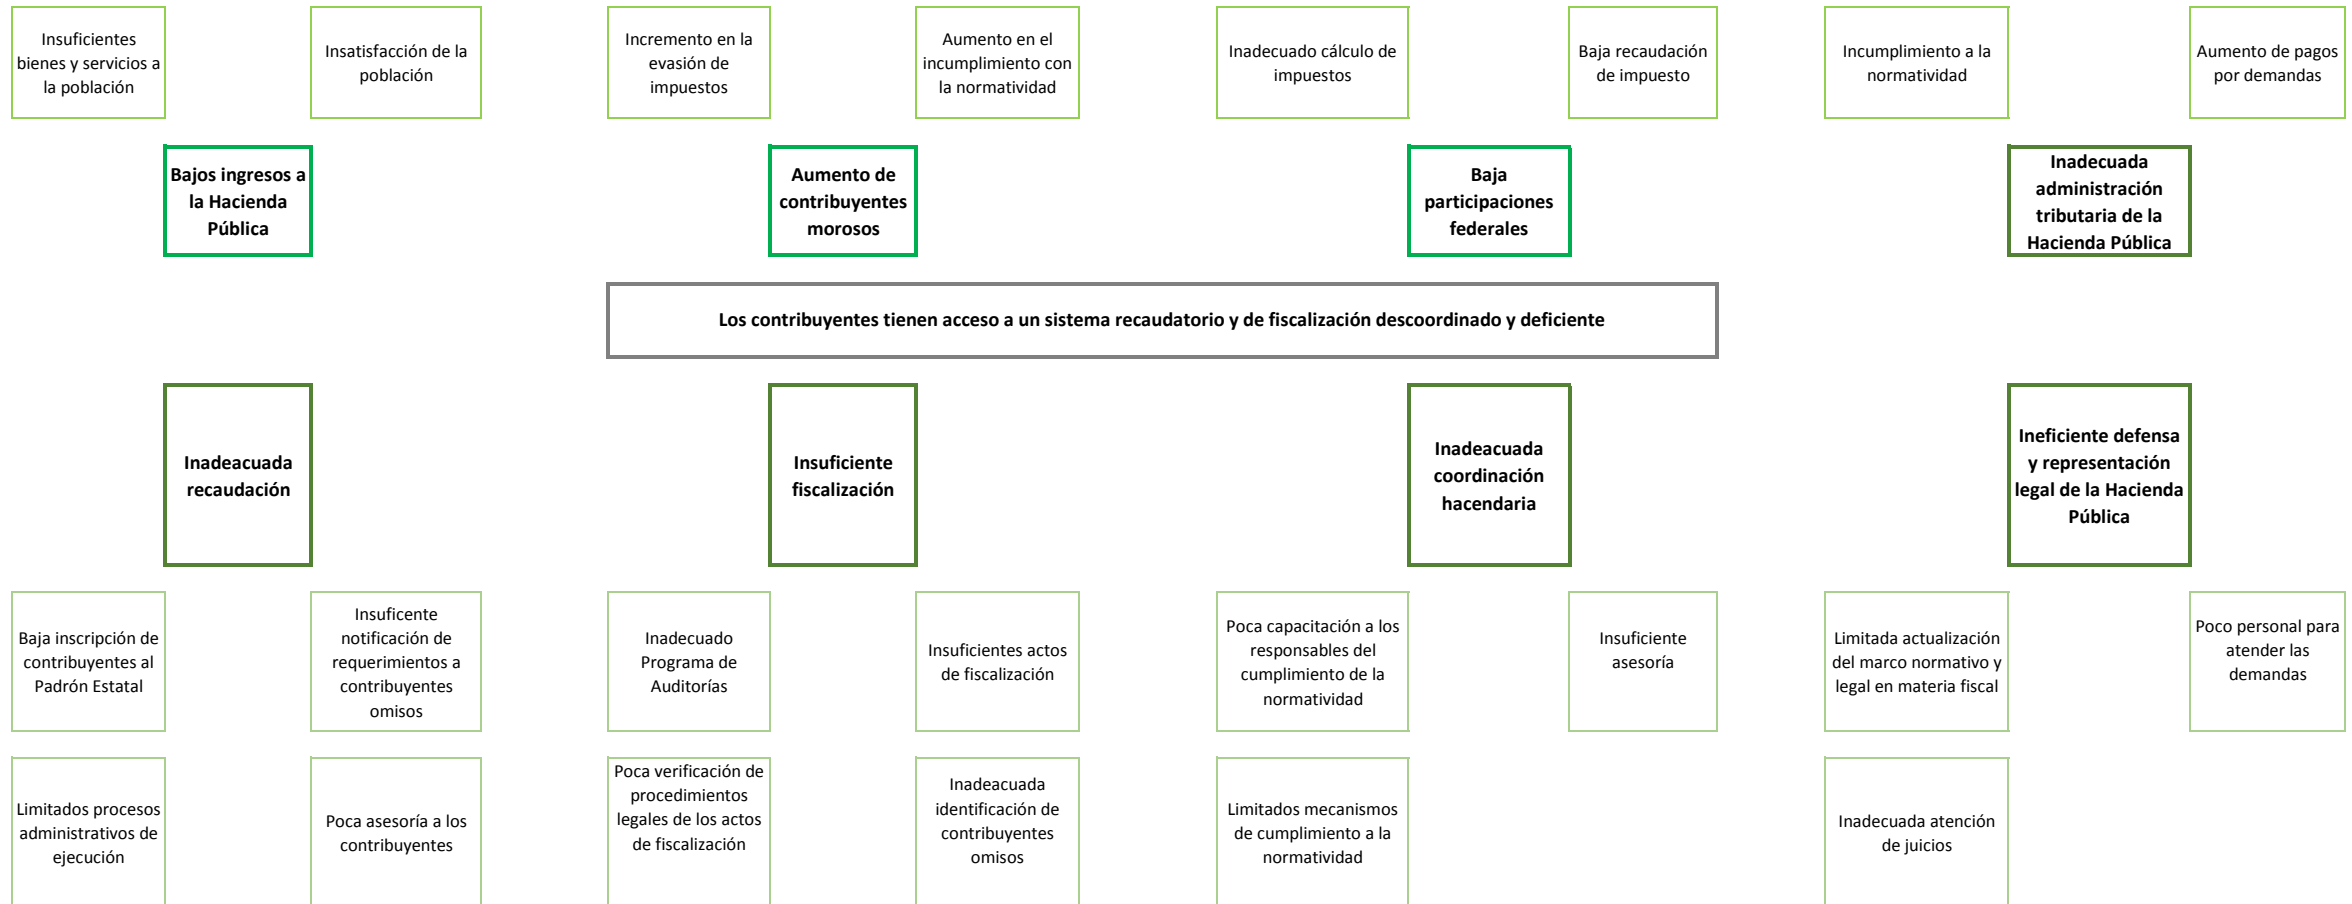 Insuficientes
bienes y servicios a
la población
Insatisfacción de la
población
Incremento en la
evasión de
impuestos
Aumento en el
incumplimiento con
la normatividad
Inadecuado cálculo de
impuestos
Baja recaudación
de impuesto
Incumplimiento a la
normatividad
Aumento de pagos
por demandas
Bajos ingresos a
la Hacienda
Pública
Aumento de
contribuyentes
morosos
Baja
participaciones
federales
Inadecuada
administración
tributaria de la
Hacienda Pública
Los contribuyentes tienen acceso a un sistema recaudatorio y de fiscalización descoordinado y deficiente
Inadeacuada
recaudación
Insuficiente
fiscalización
Inadeacuada
coordinación
hacendaria
Ineficiente defensa
y representación
legal de la Hacienda
Pública
Baja inscripción de
contribuyentes al
Padrón Estatal
Insuficente
notificación de
requerimientos a
contribuyentes
omisos
Inadecuado
Programa de
Auditorías
Insuficientes actos
de fiscalización
Poca capacitación a los
responsables del
cumplimiento de la
normatividad
Insuficiente
asesoría
Limitada actualización
del marco normativo y
legal en materia fiscal
Poco personal para
atender las
demandas
Limitados procesos
administrativos de
ejecución
Poca asesoría a los
contribuyentes
Poca verificación de
procedimientos
legales de los actos
de fiscalización
Inadeacuada
identificación de
contribuyentes
omisos
Limitados mecanismos
de cumplimiento a la
normatividad
Inadecuada atención
de juicios